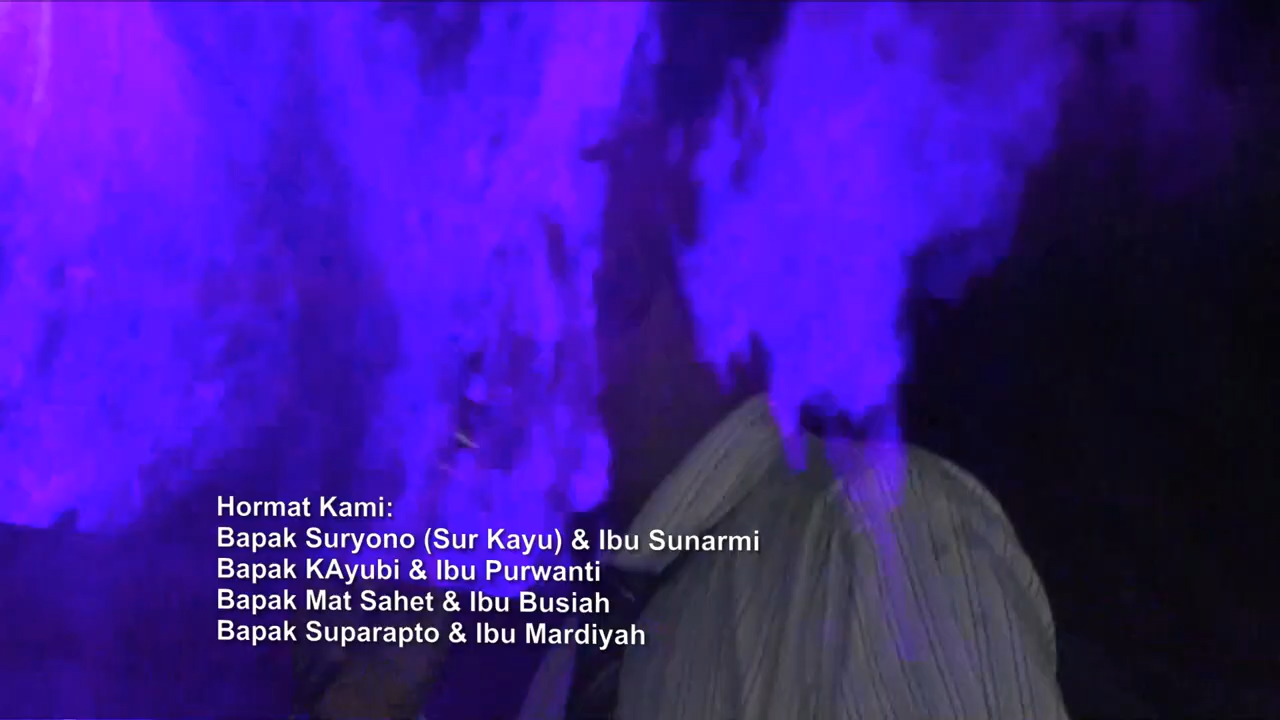 Hormat Kami:
Bapak Suryono (Sur Kayu) & Ibu Sunarmi
Bapak KAyubi & Ibu Purwanti
Bapak Mat Sahet & Ibu Busiah
Bapak Suparapto & Ibu Mardiyah